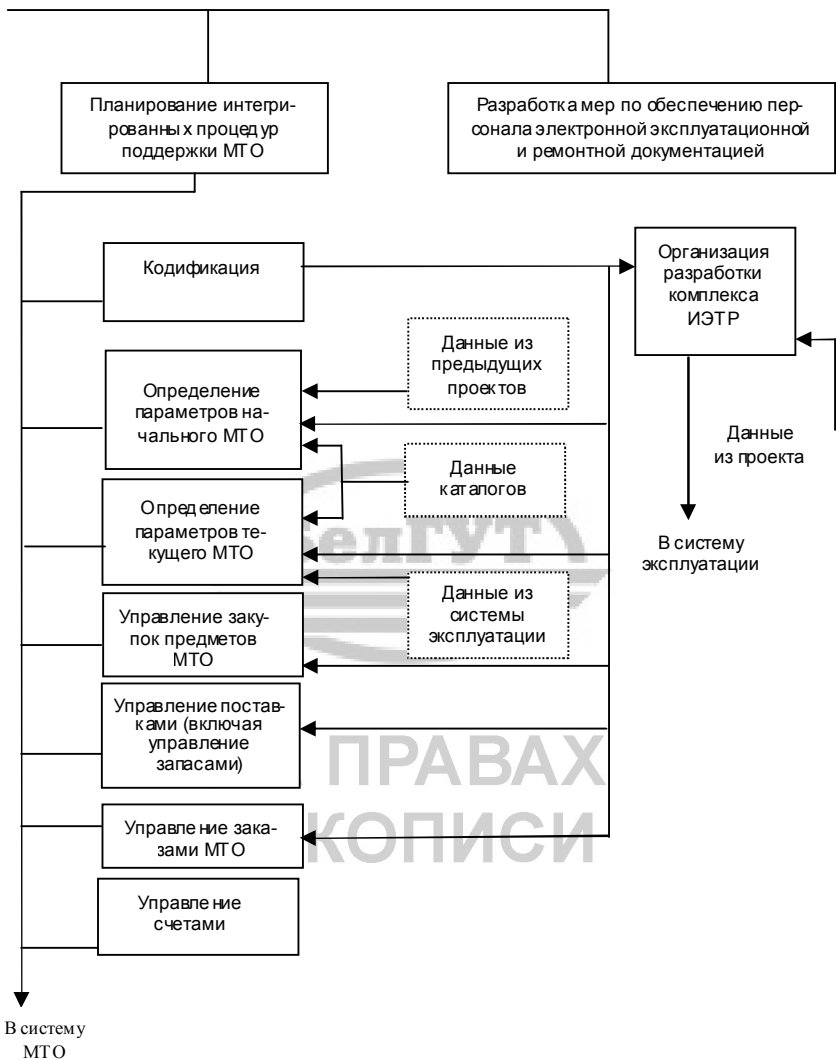 Планирование интегри-
рованных процедур
поддержки МТО
Разработка мер по обеспечению пер-
сонала электронной эксплуатационной
и ремонтной документацией
Кодификация
Организация
разработки
комплекса
ИЭТР
Данные из
предыдущих
проектов
Определение
параметров на-
чального МТО
Данные
из проекта
Данные
каталогов
Определение
параметров те-
кущего МТО
БелГУТ
В систему
эксплуатации
Данные из
системы
эксплуатации
Управление заку-
пок предметов
МТО
Управление постав-
ками (включая
управление
запасами)
ПРАВАХ
Управление зака-
зами МТО
КОПИСИ
Управление
счетами
В систему
МТО